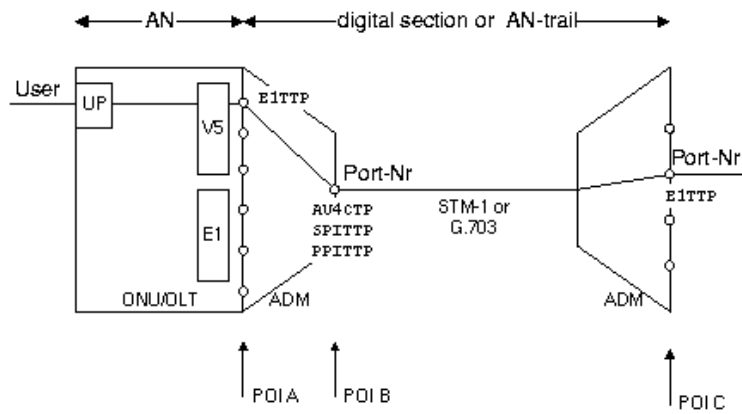 AN
digital section or AN-trail
User
UP
V5
E1
E1TTP
Port-Nr
AU4CTP
SPITTP
PPITTP
STM-1 or
G.703
Port-Nr
E1TTP
ONU/OLT
ADM
ADM
POI A
POI B
POI C